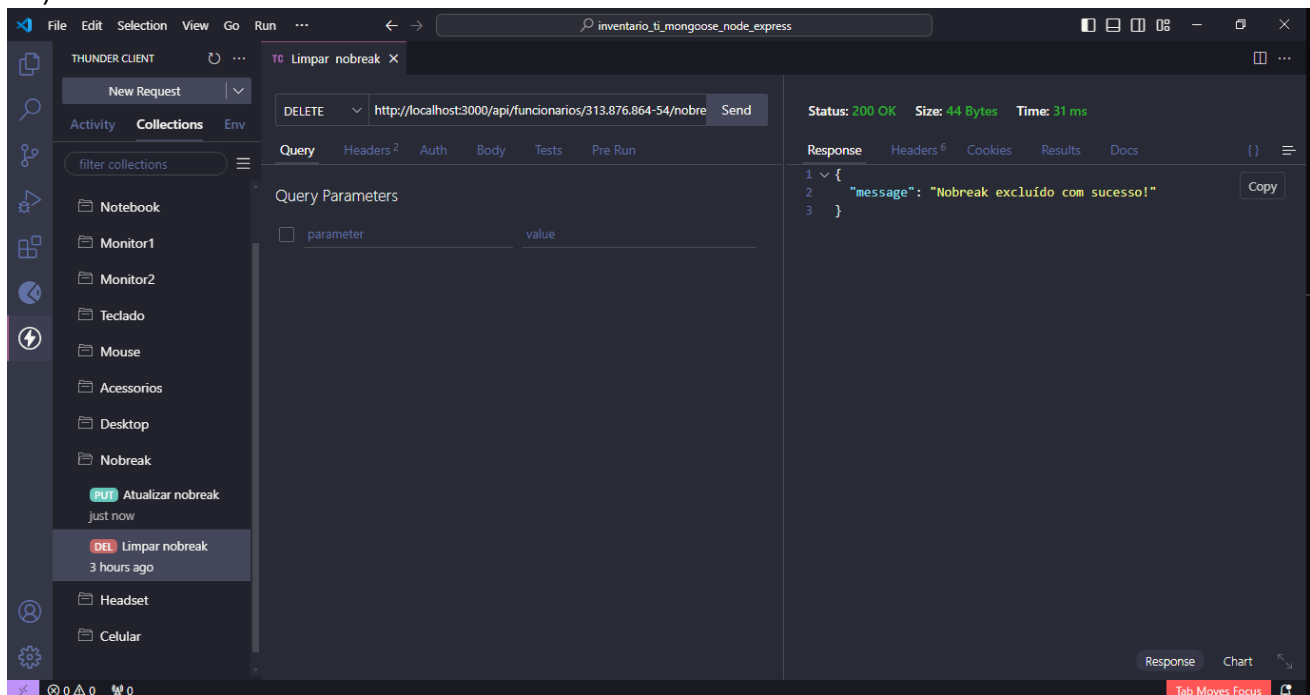 File Edit Selection View Go Run ··· inventario_ti_mongoose_node_express
THUNDER CLIENT
New Request
Activity Collections Env
filter collections
Notebook
Monitor1
Monitor2
Teclado
Mouse
Acessorios
Desktop
Nobreak
PUT Atualizar nobreak
just now
DEL Limpar nobreak
3 hours ago
Headset
Celular
TC Limpar nobreak
DELETE http://localhost:3000/api/funcionarios/313.876.864-54/nobre Send
Query Headers 2 Auth Body Tests Pre Run
Query Parameters
parameter value
Status: 200 OK Size: 44 Bytes Time: 31 ms
Response Headers 6 Cookies Results Docs {}
Copy
1 {
2 "message": "Nobreak excluído com sucesso!"
3 }
Response Chart
0 0 0 Tab Moves Focus